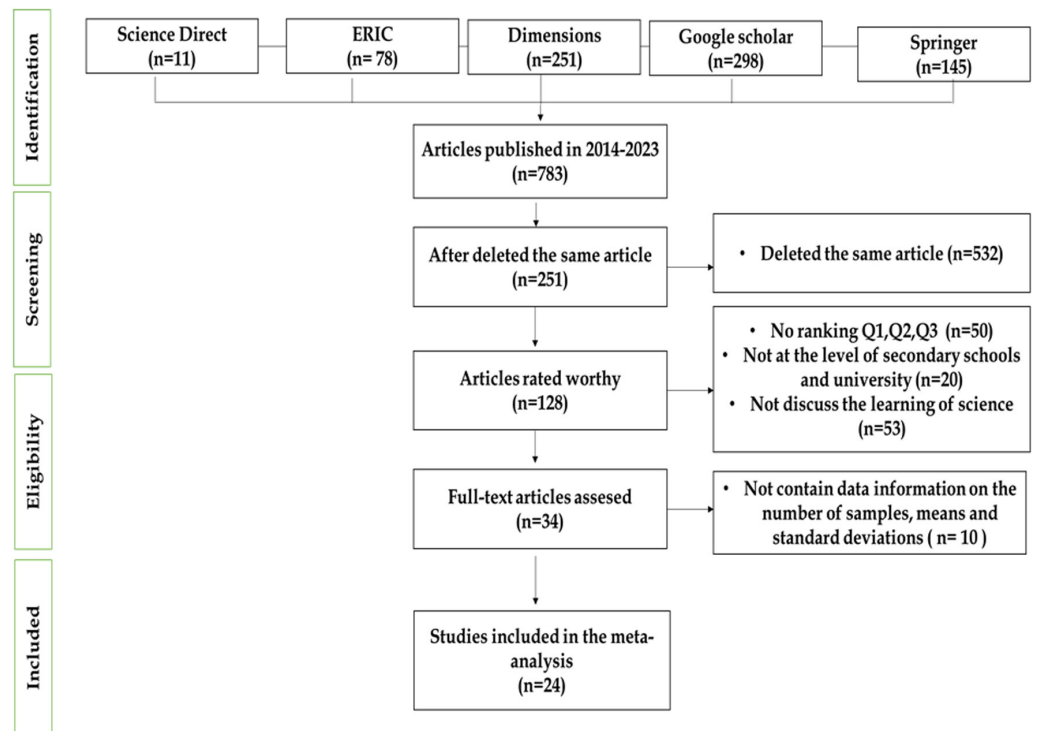 Identification
Science Direct
(n=11)
ERIC
(n= 78)
Dimensions
(n=251)
Google scholar
(n=298)
Springer
(n=145)
Articles published in 2014-2023
(n=783)
Screening
After deleted the same article
(n=251)
• Deleted the same article (n=532)
Articles rated worthy
(n=128)
• No ranking Q1,Q2,Q3 (n=50)
• Not at the level of secondary schools
and university (n=20)
• Not discuss the learning of science
(n=53)
Eligibility
Full-text articles assesed
(n=34)
• Not contain data information on the
number of samples, means and
standard deviations ( n= 10 )
Included
Studies included in the meta-
analysis
(n=24)